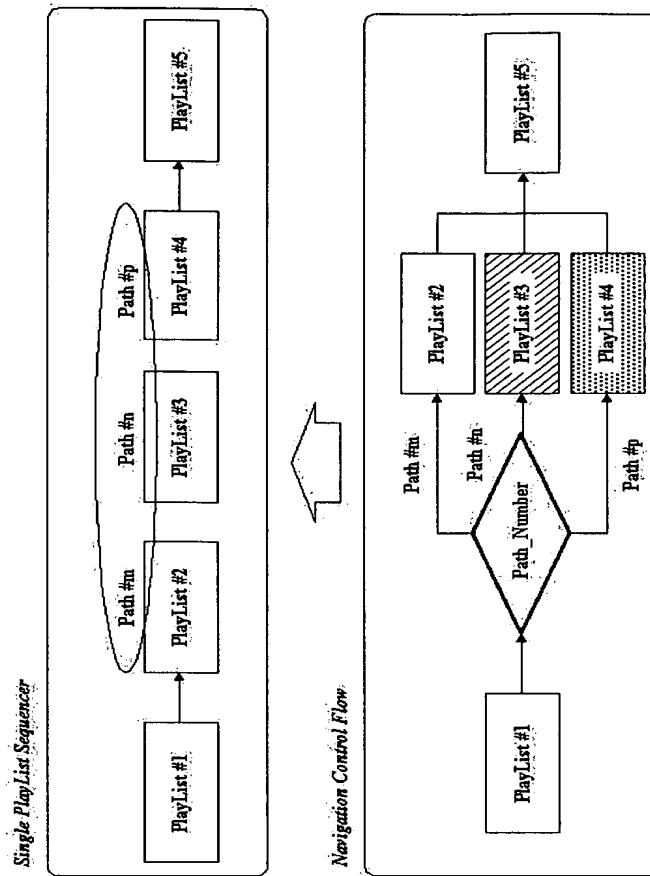 Single PlayList Sequencer
Path #m
Path #n
Path #p
PlayList #1
PlayList #2
PlayList #3
PlayList #4
PlayList #5
Navigation Control Flow
PlayList #1
Path_Number
Path #m
Path #n
Path #p
PlayList #2
PlayList #3
PlayList #4
PlayList #5